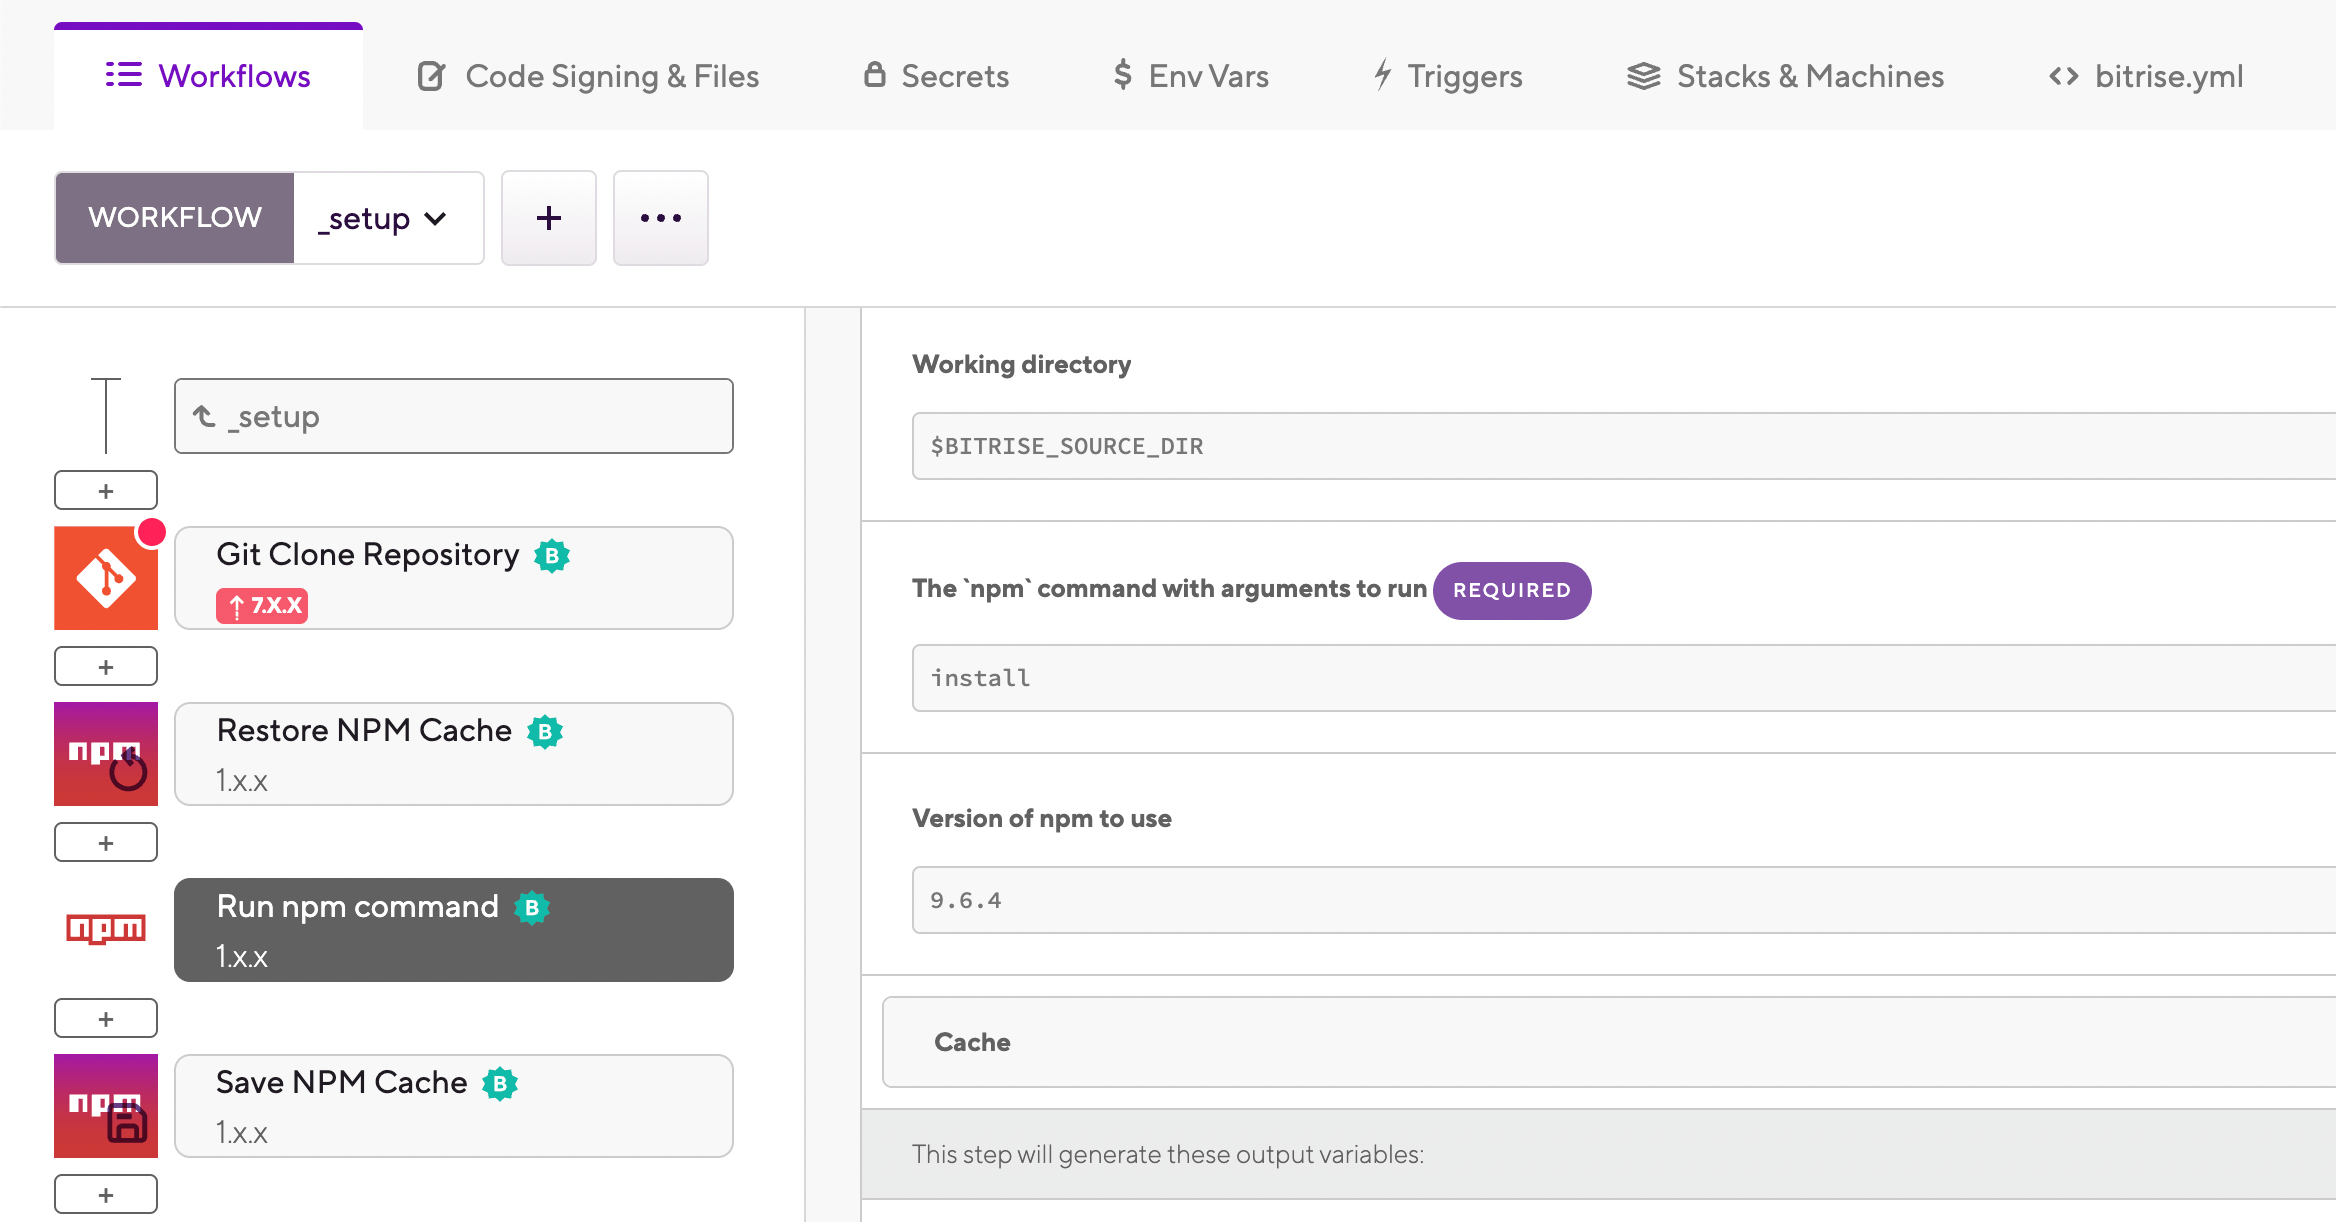 Workflows
Code Signing & Files
Secrets
$ Env Vars
Triggers
Stacks & Machines
<> bitrise.yml
WORKFLOW
_setup
+
...
_setup
+
Git Clone Repository B
7.X.X
+
npm
Restore NPM Cache B
1.x.x
+
npm
Run npm command B
1.x.x
+
npm
Save NPM Cache B
1.x.x
+
Working directory
$BITRISE_SOURCE_DIR
The `npm` command with arguments to run REQUIRED
install
Version of npm to use
9.6.4
Cache
This step will generate these output variables: